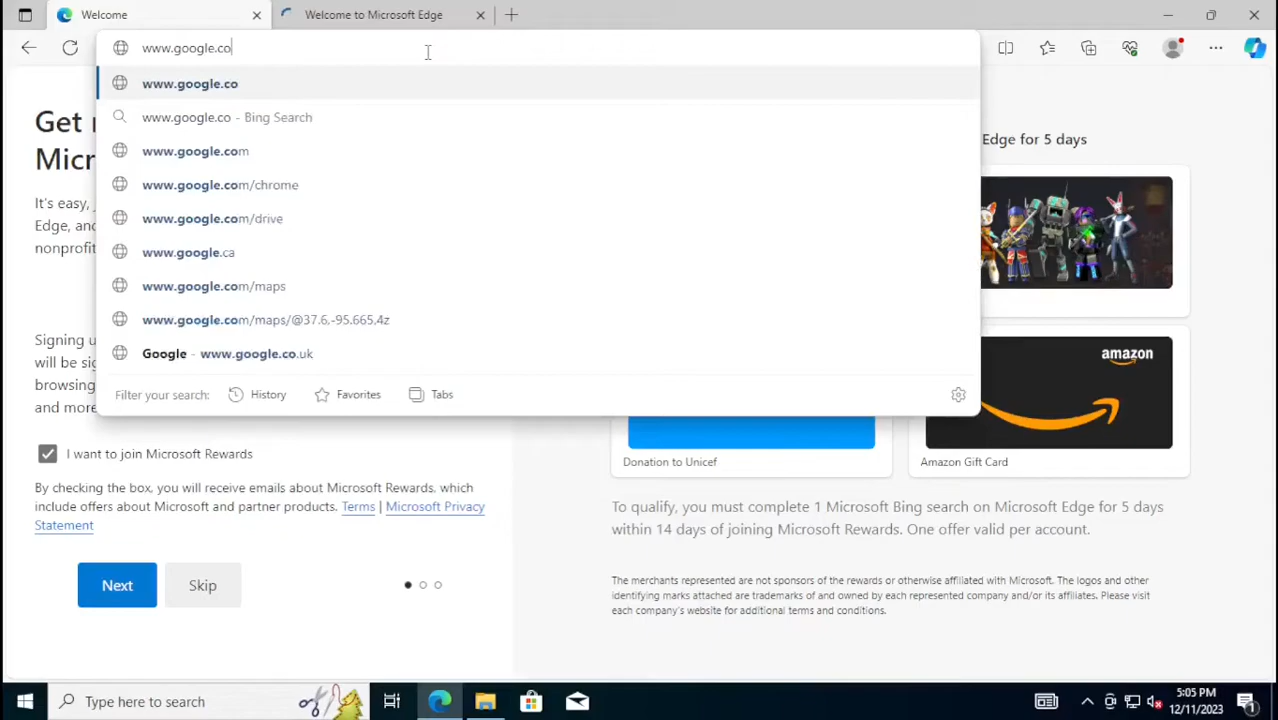 Welcome
Welcome to Microsoft Edge
www.google.co
www.google.co
www.google.co - Bing Search
www.google.com
www.google.com/chrome
www.google.com/drive
www.google.ca
www.google.com/maps
www.google.com/maps/@37.6,-95.665,4z
Google - www.google.co.uk
Filter your search: History Favorites Tabs
Get
Micr
It's easy,
Edge, and
nonprofit
Signing u
will be si
browsing
and more
I want to join Microsoft Rewards
By checking the box, you will receive emails about Microsoft Rewards, which
include offers about Microsoft and partner products. Terms | Microsoft Privacy
Statement
Next Skip
Edge for 5 days
amazon
Donation to Unicef
Amazon Gift Card
To qualify, you must complete 1 Microsoft Bing search on Microsoft Edge for 5 days
within 14 days of joining Microsoft Rewards. One offer valid per account.
The merchants represented are not sponsors of the rewards or otherwise affiliated with Microsoft. The logos and other
identifying marks attached are trademarks of and owned by each represented company and/or its affiliates. Please visit
each company's website for additional terms and conditions.
Type here to search
5:05 PM
12/11/2023
1